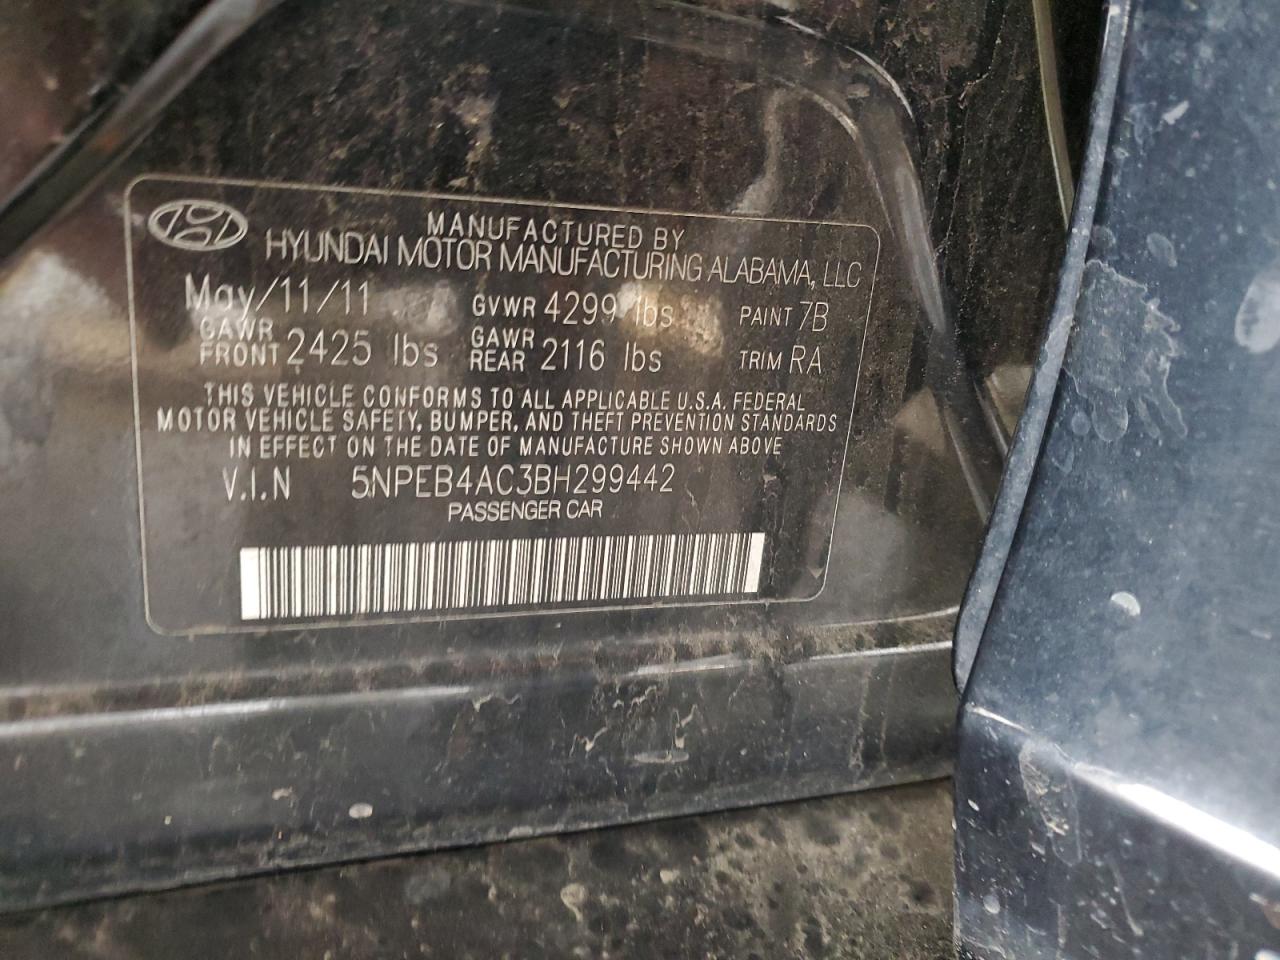 MANUFACTURED BY
HYUNDAI MOTOR MANUFACTURING ALABAMA, LLC
May/11/11 GVWR 4299 lbs PAINT 7B
GAWR FRONT 2425 lbs GAWR REAR 2116 lbs TRIM RA
THIS VEHICLE CONFORMS TO ALL APPLICABLE U.S.A. FEDERAL
MOTOR VEHICLE SAFETY, BUMPER, AND THEFT PREVENTION STANDARDS
IN EFFECT ON THE DATE OF MANUFACTURE SHOWN ABOVE
V.I.N 5NPEB4AC3BH299442
PASSENGER CAR